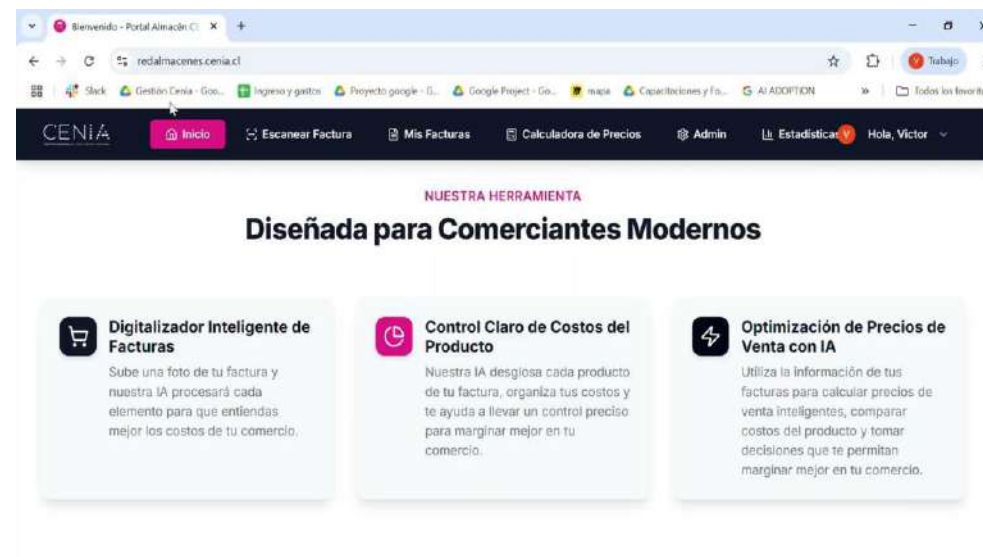 Bienvenido - Portal Almacén C
redalmacenes.cenia.cl
Trabajo
Slack Gestión Cenia - Goo... Ingreso y gastos Proyecto google - G... Google Project - Go... mapa Capacitaciones y Fo... AI ADOPTION » Todos los favorit
CENIA Inicio Escanear Factura Mis Facturas Calculadora de Precios Admin Estadísticas V Hola, Victor
NUESTRA HERRAMIENTA
Diseñada para Comerciantes Modernos
Digitalizador Inteligente de
Facturas
Sube una foto de tu factura y
nuestra IA procesará cada
elemento para que entiendas
mejor los costos de tu comercio.
Control Claro de Costos del
Producto
Nuestra IA desglosa cada producto
de tu factura, organiza tus costos y
te ayuda a llevar un control preciso
para marginar mejor en tu
comercio.
Optimización de Precios de
Venta con IA
Utiliza la información de tus
facturas para calcular precios de
venta inteligentes, comparar
costos del producto y tomar
decisiones que te permitan
marginar mejor en tu comercio.